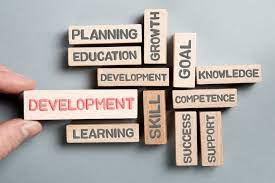 PLANNING
GROWTH
EDUCATION
GOAL
DEVELOPMENT
KNOWLEDGE
DEVELOPMENT
SKILL
COMPETENCE
LEARNING
SUCCESS
SUPPORT